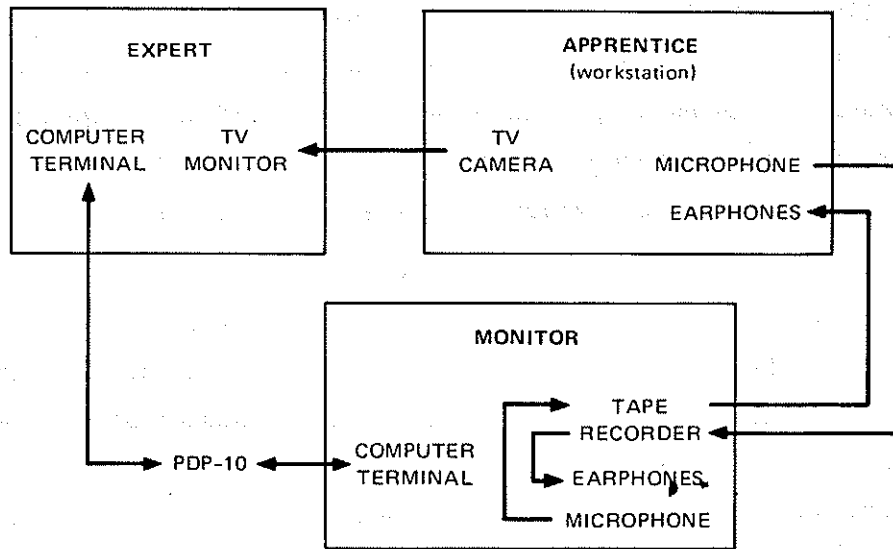 EXPERT
COMPUTER
TERMINAL
TV
MONITOR
APPRENTICE
(workstation)
TV
CAMERA
MICROPHONE
EARPHONES
MONITOR
TAPE
RECORDER
EARPHONES
MICROPHONE
COMPUTER
TERMINAL
PDP-10